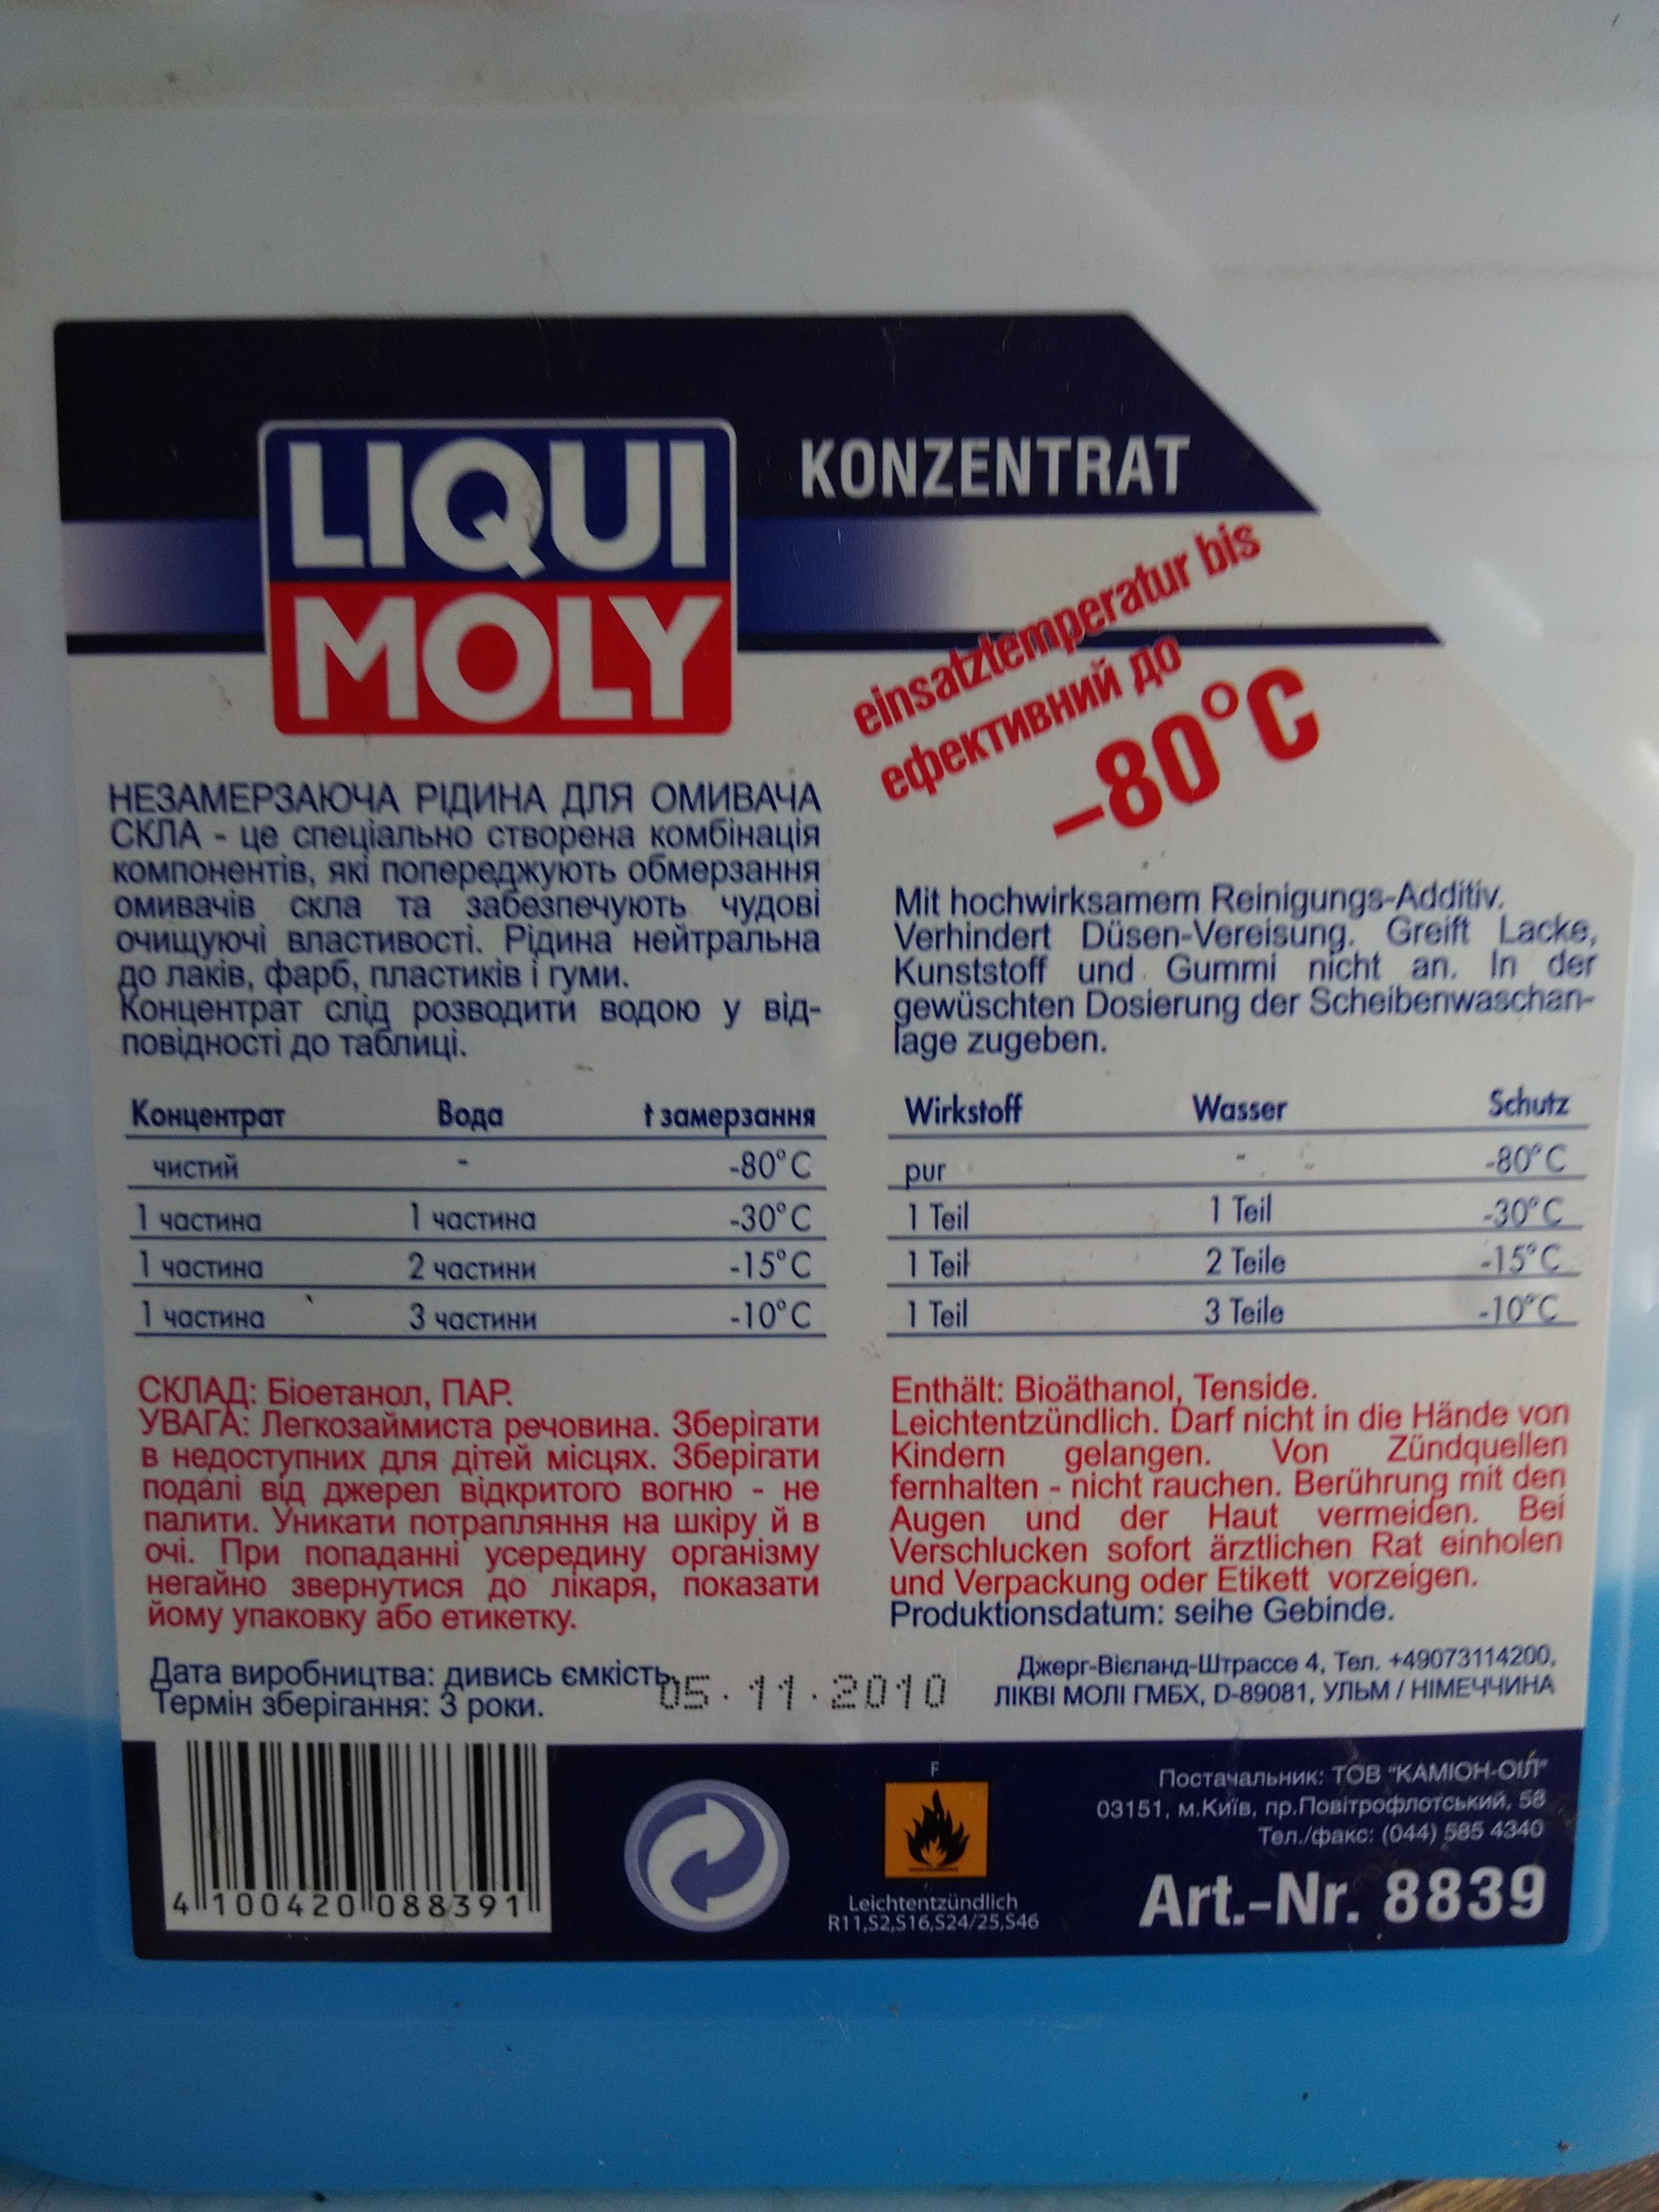 LIQUI
MOLY
KONZENTRAT
einsatztemperatur bis
ефективний до
–80°C
НЕЗАМЕРЗАЮЧА РІДИНА ДЛЯ ОМИВАЧА
СКЛА - це спеціально створена комбінація
компонентів, які попереджують обмерзання
омивачів скла та забезпечують чудові
очищуючі властивості. Рідина нейтральна
до лаків, фарб, пластиків і гуми.
Концентрат слід розводити водою у від-
повідності до таблиці.
Концентрат Вода t замерзання
чистий - -80°C
1 частина 1 частина -30°C
1 частина 2 частини -15°C
1 частина 3 частини -10°C
СКЛАД: Біоетанол, ПАР.
УВАГА: Легкозаймиста речовина. Зберігати
в недоступних для дітей місцях. Зберігати
подалі від джерел відкритого вогню - не
палити. Уникати потрапляння на шкіру й в
очі. При попаданні усередину організму
негайно звернутися до лікаря, показати
йому упаковку або етикетку.
Дата виробництва: дивись ємкість
Термін зберігання: 3 роки.
05.11.2010
Mit hochwirksamem Reinigungs-Additiv.
Verhindert Düsen-Vereisung. Greift Lacke,
Kunststoff und Gummi nicht an. In der
gewüschten Dosierung der Scheibenwaschan-
lage zugeben.
Wirkstoff Wasser Schutz
pur - -80°C
1 Teil 1 Teil -30°C
1 Teil 2 Teile -15°C
1 Teil 3 Teile -10°C
Enthält: Bioäthanol, Tenside.
Leichtentzündlich. Darf nicht in die Hände von
Kindern gelangen. Von Zündquellen
fernhalten - nicht rauchen. Berührung mit den
Augen und der Haut vermeiden. Bei
Verschlucken sofort ärztlichen Rat einholen
und Verpackung oder Etikett vorzeigen.
Produktionsdatum: seihe Gebinde.
Джерг-Вієланд-Штрассе 4, Тел. +49073114200,
ЛІКВІ МОЛІ ГМБХ, D-89081, УЛЬМ / НІМЕЧЧИНА
4 100420 088391
F
Leichtentzündlich
R11,S2,S16,S24/25,S46
Постачальник: ТОВ "КАМІОН-ОІЛ"
03151, м.Київ, пр.Повітрофлотський, 58
Тел./факс: (044) 585 4340
Art.-Nr. 8839